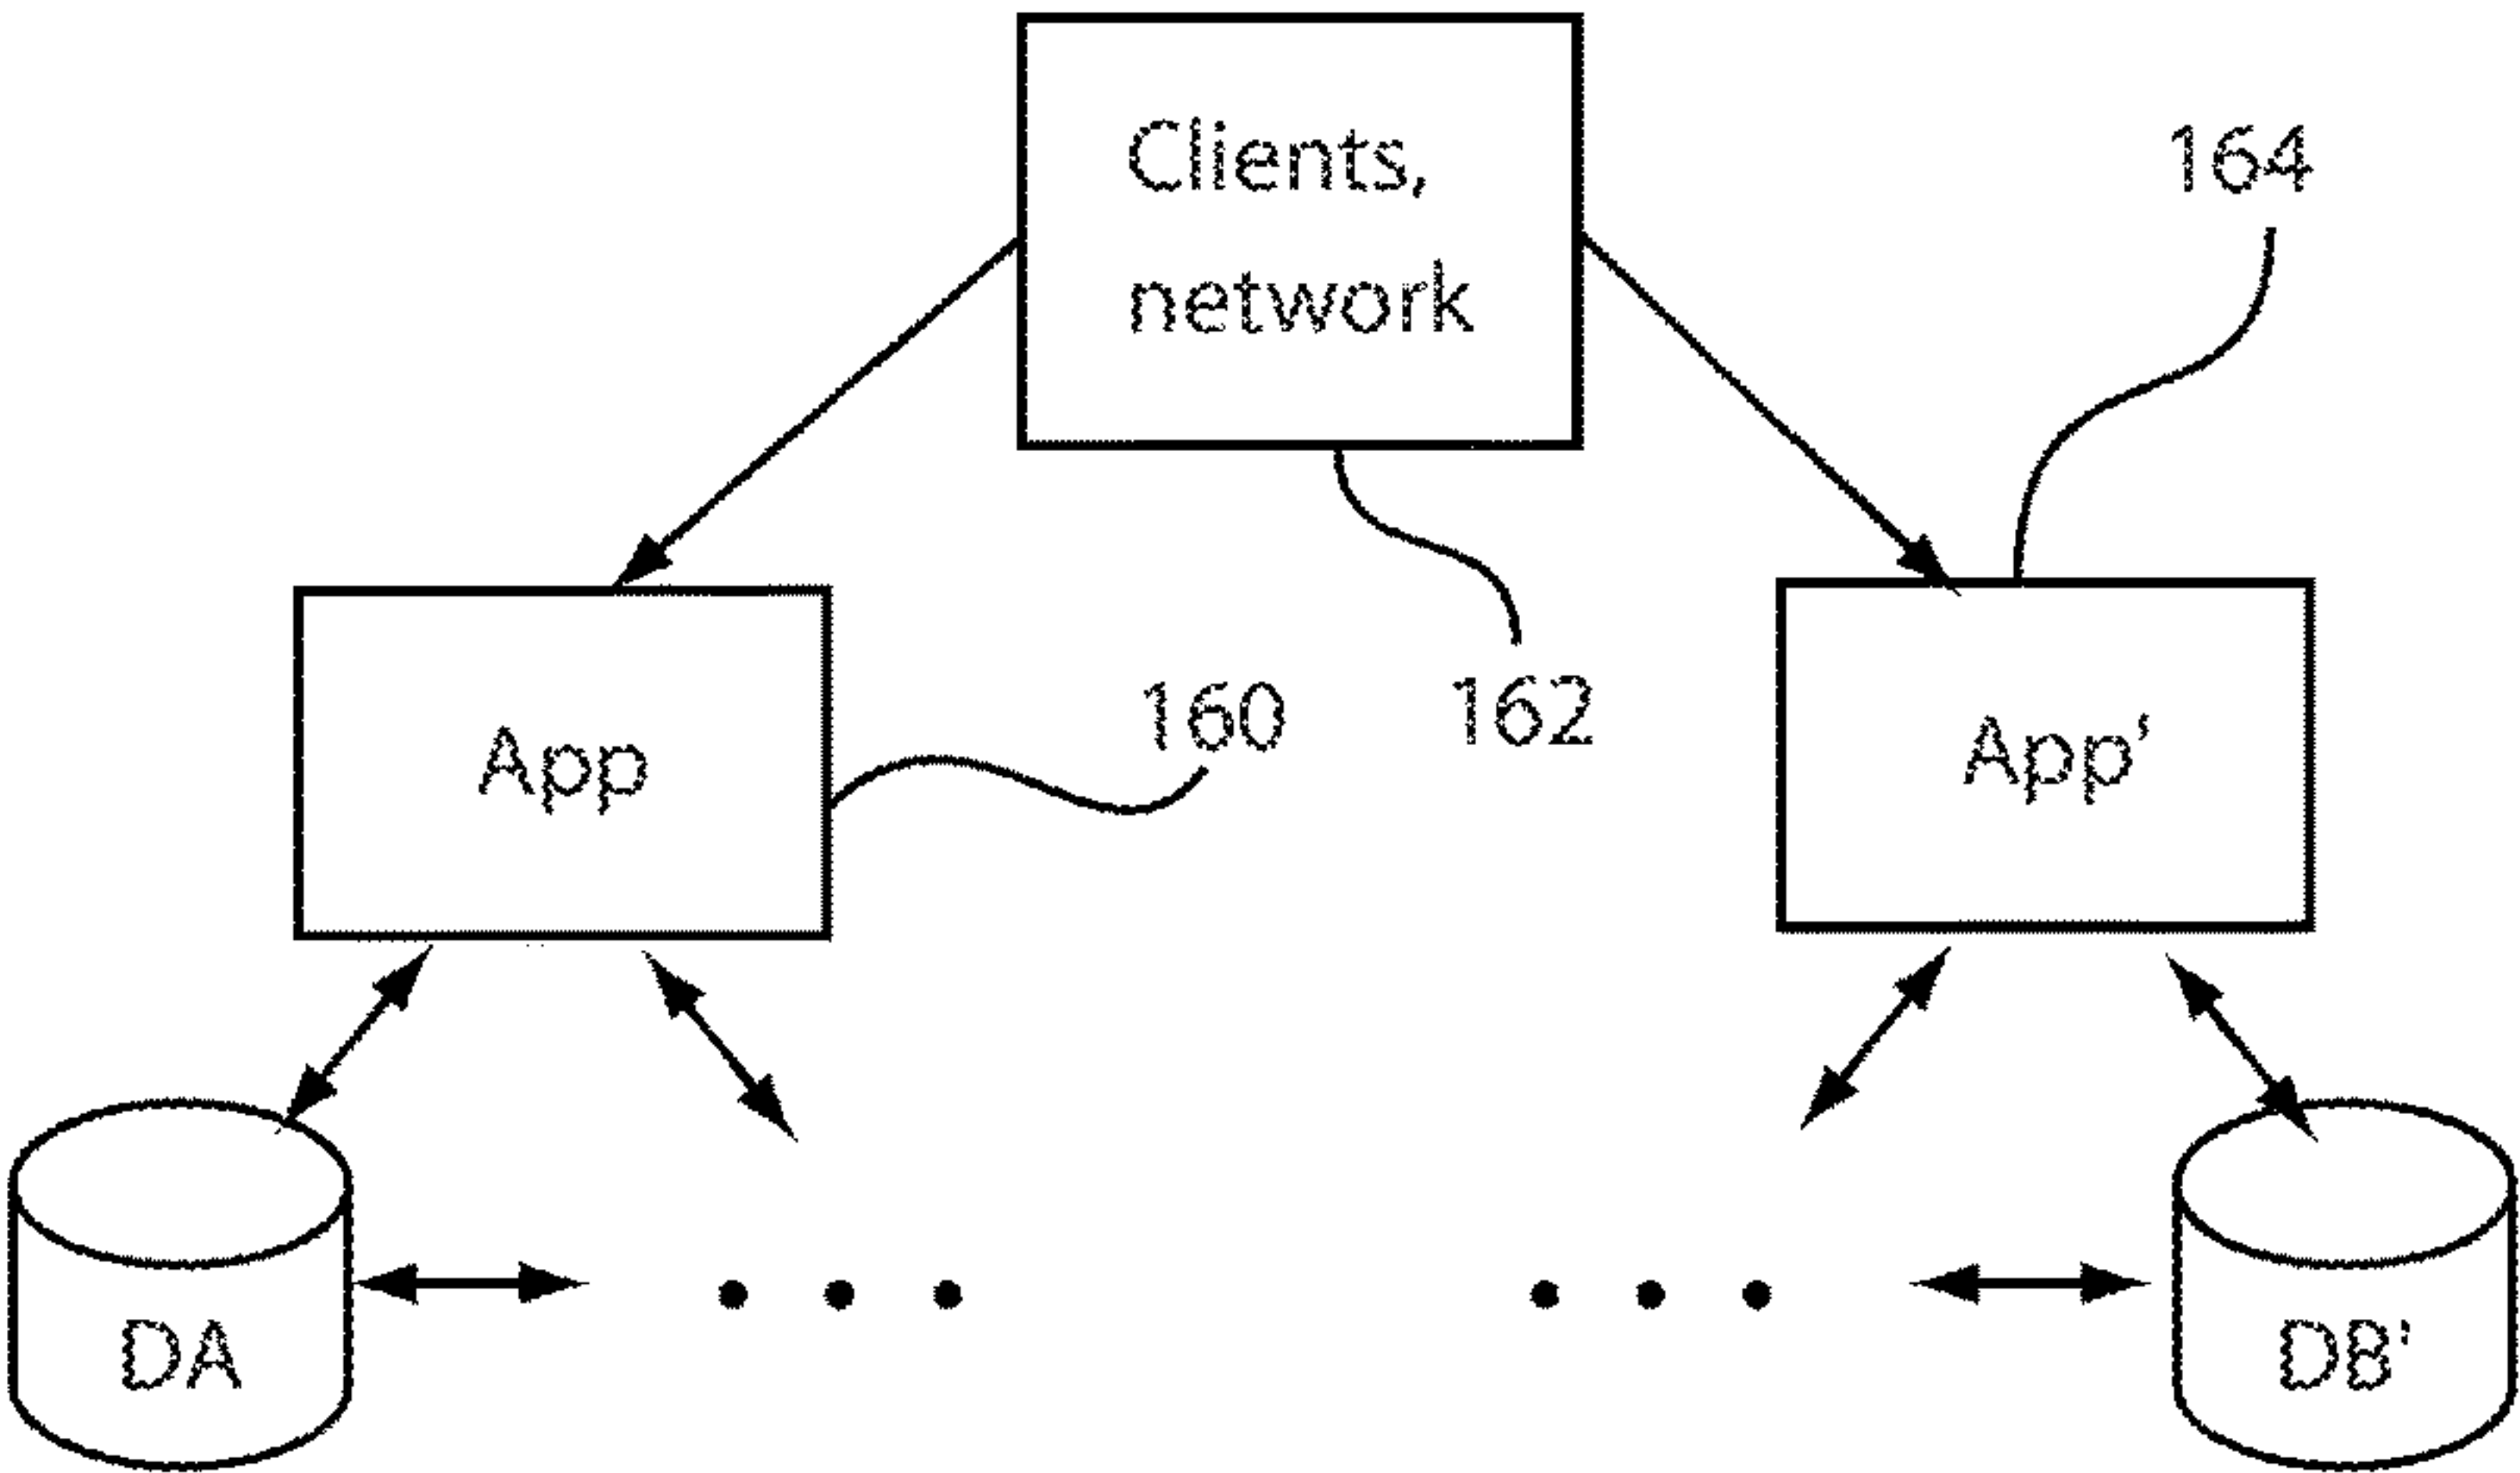 Clients,
network
164
160
162
App
App‘
DA
DB'